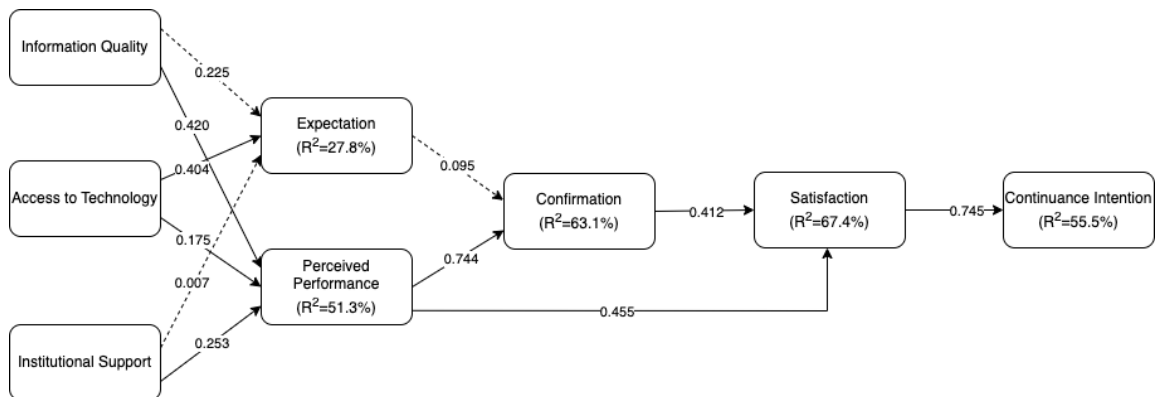 Information Quality
0.225
Expectation
(R²=27.8%)
0.420
0.404
0.095
Access to Technology
Confirmation
(R²=63.1%)
0.412
Satisfaction
(R²=67.4%)
0.745
Continuance Intention
(R²=55.5%)
0.175
0.007
Perceived
Performance
(R²=51.3%)
0.744
0.455
0.253
Institutional Support